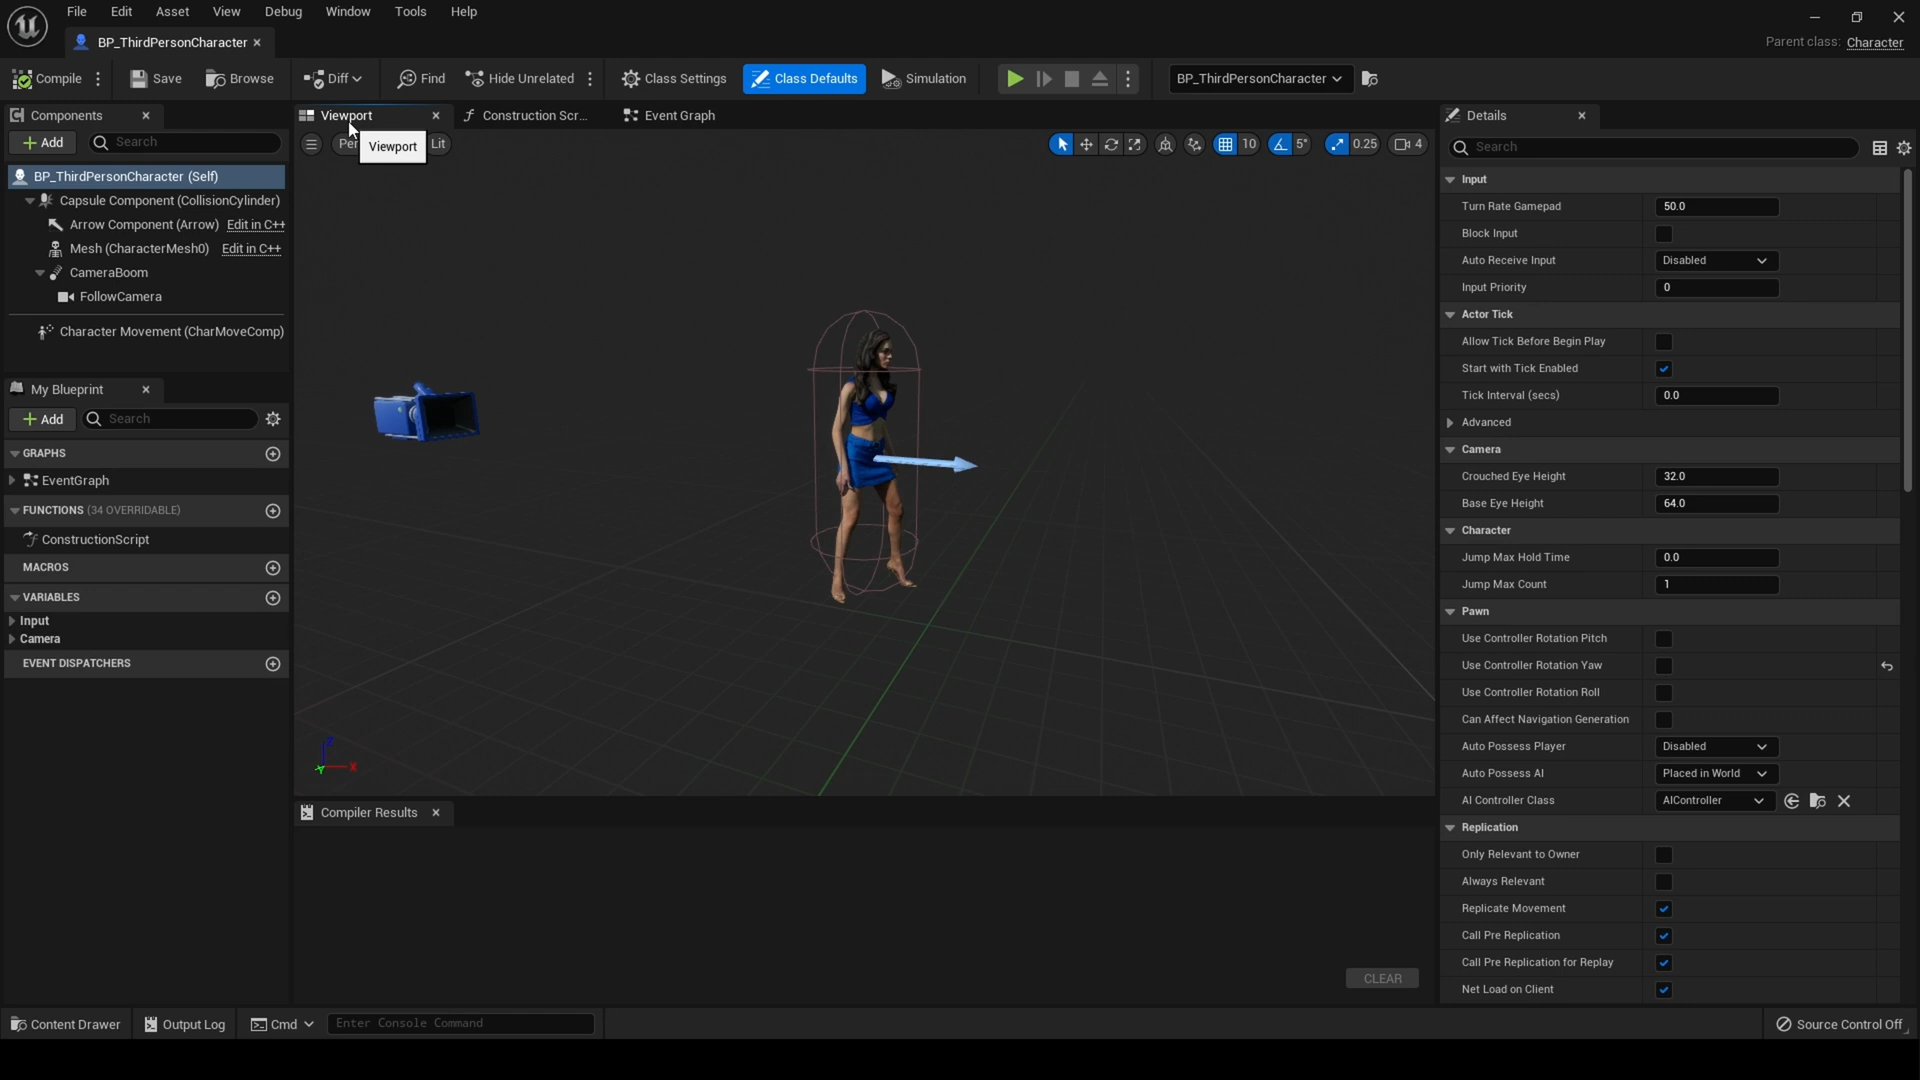 File Edit Asset View Debug Window Tools Help
BP_ThirdPersonCharacter
Parent class: Character
Compile Save Browse Diff Find Hide Unrelated Class Settings Class Defaults Simulation BP_ThirdPersonCharacter
Components
Add Search
BP_ThirdPersonCharacter (Self)
Capsule Component (CollisionCylinder)
Arrow Component (Arrow) Edit in C++
Mesh (CharacterMesh0) Edit in C++
CameraBoom
FollowCamera
Character Movement (CharMoveComp)
My Blueprint
Add Search
GRAPHS
EventGraph
FUNCTIONS (34 OVERRIDABLE)
ConstructionScript
MACROS
VARIABLES
Input
Camera
EVENT DISPATCHERS
Viewport Construction Scr... Event Graph
Per Viewport Lit 10 5° 0.25 4
Z
Y X
Compiler Results
CLEAR
Details
Search
Input
Turn Rate Gamepad 50.0
Block Input
Auto Receive Input Disabled
Input Priority 0
Actor Tick
Allow Tick Before Begin Play
Start with Tick Enabled
Tick Interval (secs) 0.0
Advanced
Camera
Crouched Eye Height 32.0
Base Eye Height 64.0
Character
Jump Max Hold Time 0.0
Jump Max Count 1
Pawn
Use Controller Rotation Pitch
Use Controller Rotation Yaw
Use Controller Rotation Roll
Can Affect Navigation Generation
Auto Possess Player Disabled
Auto Possess AI Placed in World
AI Controller Class AIController
Replication
Only Relevant to Owner
Always Relevant
Replicate Movement
Call Pre Replication
Call Pre Replication for Replay
Net Load on Client
Content Drawer Output Log Cmd Enter Console Command Source Control Off